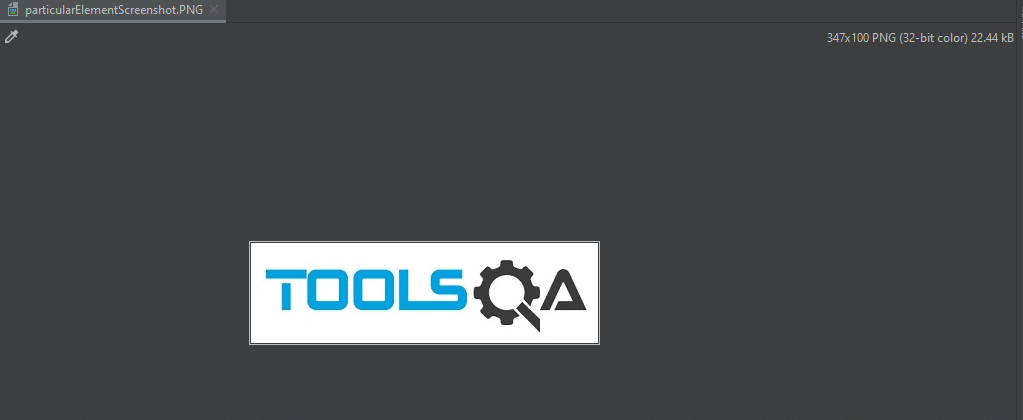 particularElementScreenshot.PNG
347x100 PNG (32-bit color) 22.44 kB
TOOLSQA